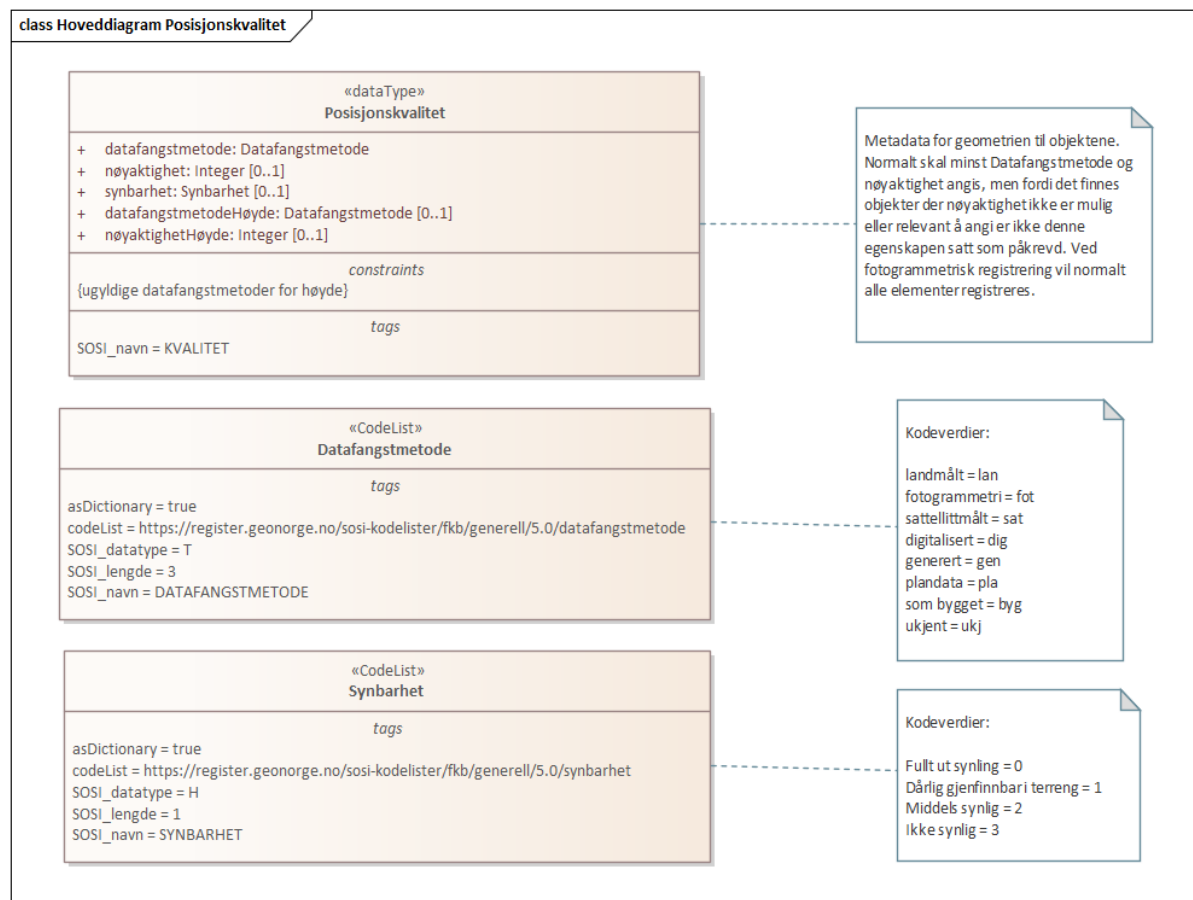 class Hoveddiagram Posisjonskvalitet
«dataType»
Posisjonskvalitet
+ datafangstmetode: Datafangstmetode
+ nøyaktighet: Integer [0..1]
+ synbarhet: Synbarhet [0..1]
+ datafangstmetodeHøyde: Datafangstmetode [0..1]
+ nøyaktighetHøyde: Integer [0..1]
constraints
{ugyldige datafangstmetoder for høyde}
tags
SOSI_navn = KVALITET
Metadata for geometrien til objektene.
Normalt skal minst Datafangstmetode og
nøyaktighet angis, men fordi det finnes
objekter der nøyaktighet ikke er mulig
eller relevant å angi er ikke denne
egenskapen satt som påkrevd. Ved
fotogrammetrisk registrering vil normalt
alle elementer registreres.
«CodeList»
Datafangstmetode
tags
asDictionary = true
codeList = https://register.geonorge.no/sosi-kodelister/fkb/generell/5.0/datafangstmetode
SOSI_datatype = T
SOSI_lengde = 3
SOSI_navn = DATAFANGSTMETODE
Kodeverdier:
landmålt = lan
fotogrammetri = fot
sattellittmålt = sat
digitalisert = dig
generert = gen
plandata = pla
som bygget = byg
ukjent = ukj
«CodeList»
Synbarhet
tags
asDictionary = true
codeList = https://register.geonorge.no/sosi-kodelister/fkb/generell/5.0/synbarhet
SOSI_datatype = H
SOSI_lengde = 1
SOSI_navn = SYNBARHET
Kodeverdier:
Fullt ut synling = 0
Dårlig gjenfinnbar i terreng = 1
Middels synlig = 2
Ikke synlig = 3